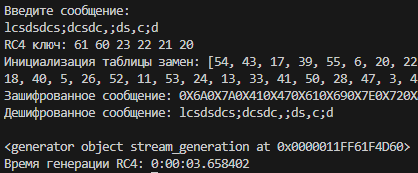 Введите сообщение:
lcsdsdcs;dcsdc,;ds,c;d
RC4 ключ: 61 60 23 22 21 20
Инициализация таблицы замен: [54, 43, 17, 39, 55, 6, 20, 22
18, 40, 5, 26, 52, 11, 53, 24, 13, 33, 41, 50, 28, 47, 3, 4
Зашифрованное сообщение: 0X6A0X7A0X410X470X610X690X7E0X720X
Дешифрованное сообщение: lcsdsdcs;dcsdc,;ds,c;d
<generator object stream_generation at 0x0000011FF61F4D60>
Время генерации RC4: 0:00:03.658402